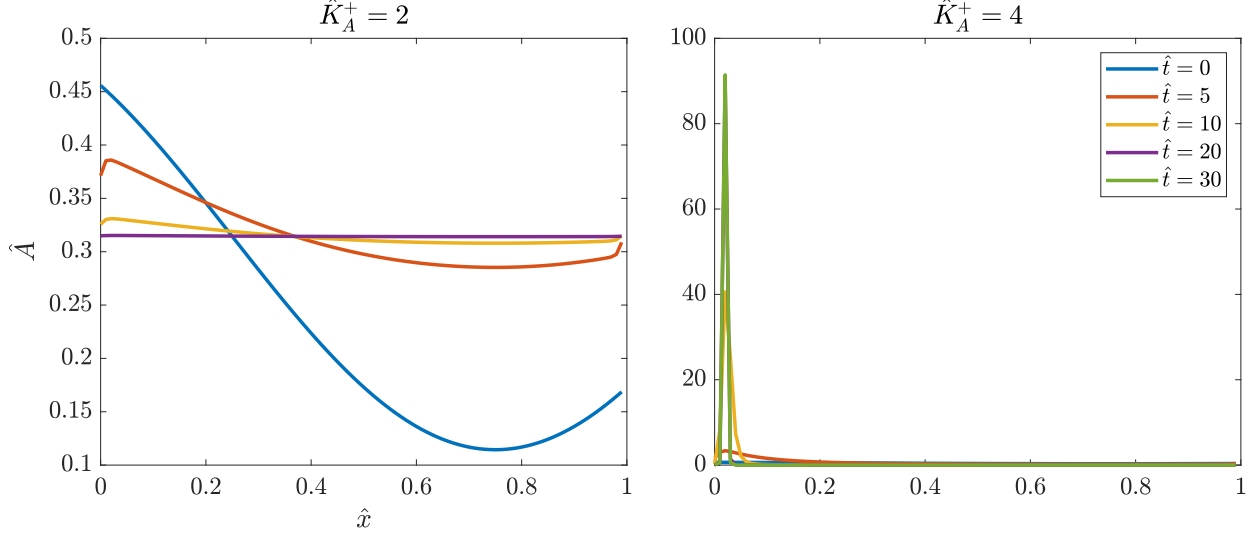 K̂_A^+ = 2
0.5
0.45
0.4
0.35
0.3
0.25
0.2
0.15
0.1
Â
0 0.2 0.4 0.6 0.8 1
x̂
K̂_A^+ = 4
100
80
60
40
20
0
0 0.2 0.4 0.6 0.8 1
t̂ = 0
t̂ = 5
t̂ = 10
t̂ = 20
t̂ = 30